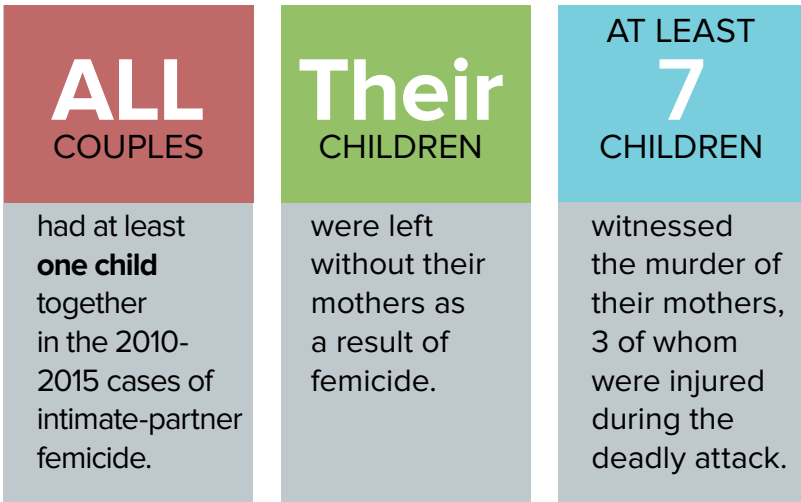 ALL
COUPLES
had at least
one child
together
in the 2010-
2015 cases of
intimate-partner
femicide.
Their
CHILDREN
were left
without their
mothers as
a result of
femicide.
AT LEAST
7
CHILDREN
witnessed
the murder of
their mothers,
3 of whom
were injured
during the
deadly attack.